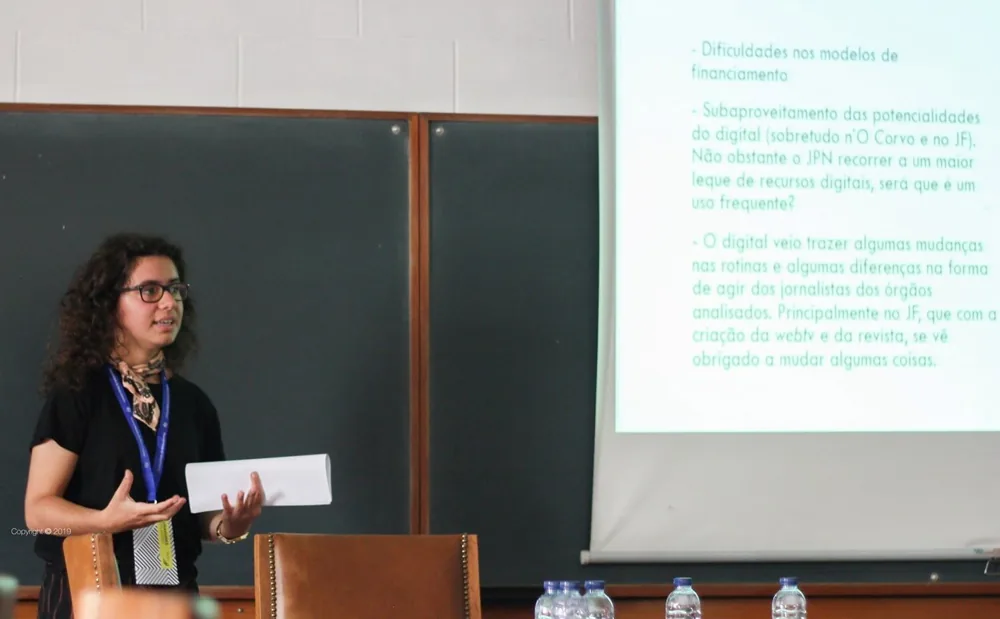 - Dificuldades nos modelos de
financiamento
- Subaproveitamento das potencialidades
do digital (sobretudo n'O Corvo e no JF).
Não obstante o JPN recorrer a um maior
leque de recursos digitais, será que é um
uso frequente?
- O digital veio trazer algumas mudanças
nas rotinas e algumas diferenças na forma
de agir dos jornalistas dos órgãos
analisados. Principalmente no JF, que com a
criação da webtv e da revista, se vê
obrigado a mudar algumas coisas.
Copyright © 2019